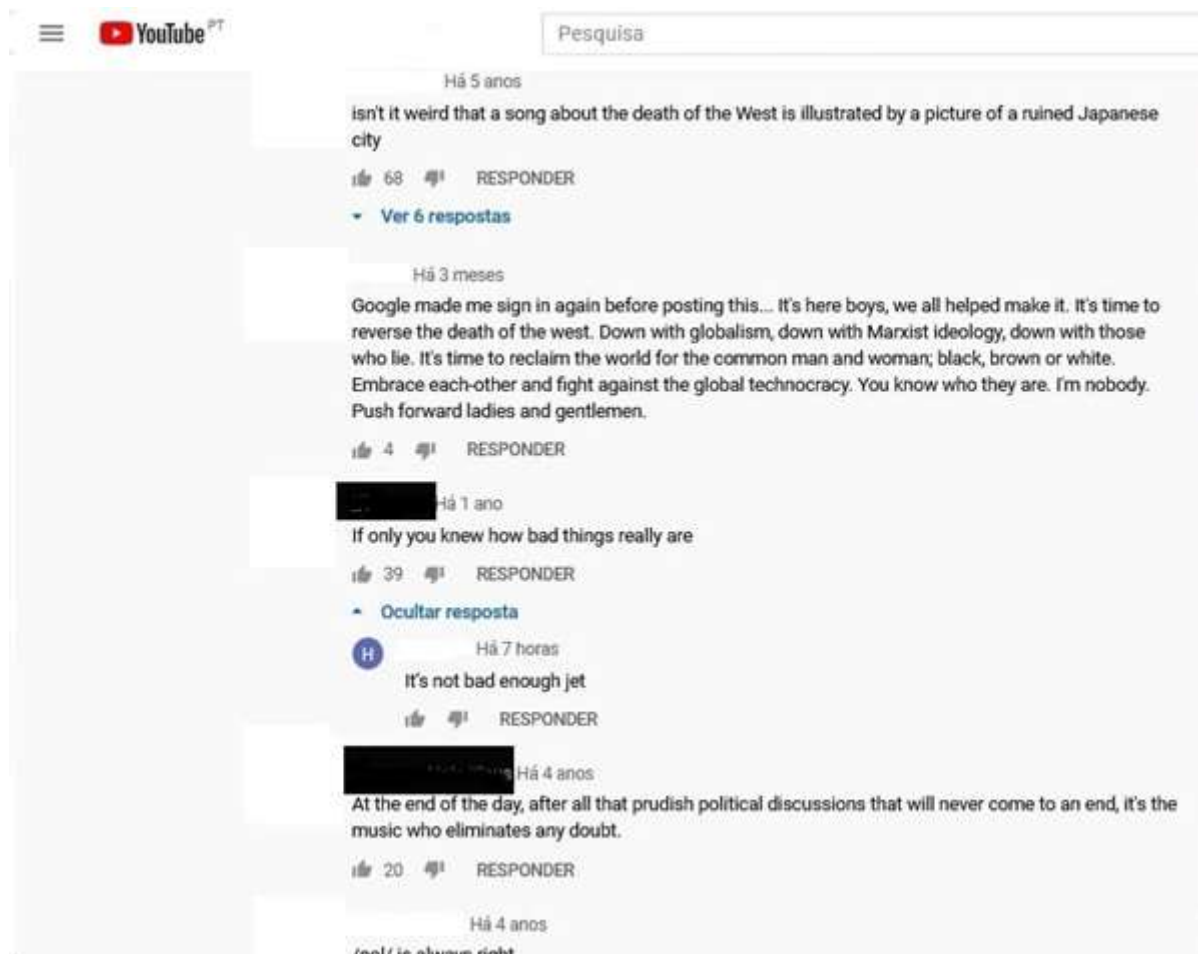 YouTube PT
Pesquisa
Há 5 anos
isn't it weird that a song about the death of the West is illustrated by a picture of a ruined Japanese
city
68 RESPONDER
Ver 6 respostas
Há 3 meses
Google made me sign in again before posting this... It's here boys, we all helped make it. It's time to
reverse the death of the west. Down with globalism, down with Marxist ideology, down with those
who lie. It's time to reclaim the world for the common man and woman; black, brown or white.
Embrace each-other and fight against the global technocracy. You know who they are. I'm nobody.
Push forward ladies and gentlemen.
4 RESPONDER
Há 1 ano
If only you knew how bad things really are
39 RESPONDER
Ocultar resposta
H
Há 7 horas
It's not bad enough jet
RESPONDER
Há 4 anos
At the end of the day, after all that prudish political discussions that will never come to an end, it's the
music who eliminates any doubt.
20 RESPONDER
Há 4 anos
/pol/ is always right